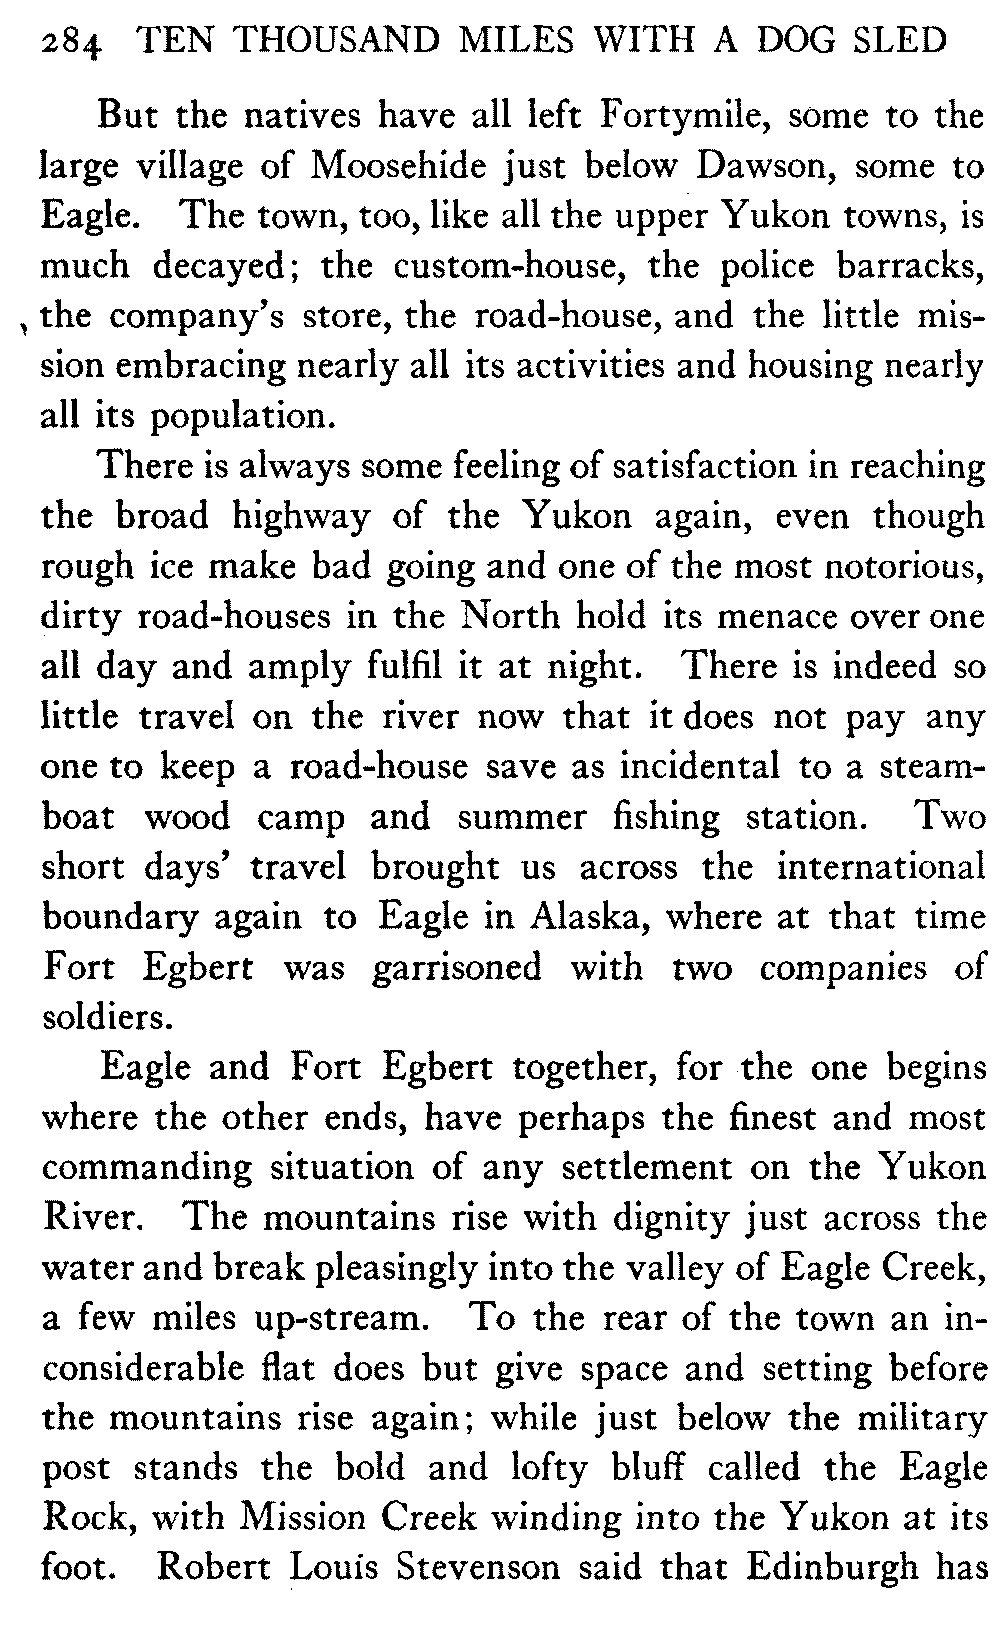 284 TEN THOUSAND MILES WITH A DOG SLED
But the natives have all left Fortymile, some to the
large village of Moosehide just below Dawson, some to
Eagle. The town, too, like all the upper Yukon towns, is
much decayed; the custom-house, the police barracks,
the company's store, the road-house, and the little mis-
sion embracing nearly all its activities and housing nearly
all its population.
There is always some feeling of satisfaction in reaching
the broad highway of the Yukon again, even though
rough ice make bad going and one of the most notorious,
dirty road-houses in the North hold its menace over one
all day and amply fulfil it at night. There is indeed so
little travel on the river now that it does not pay any
one to keep a road-house save as incidental to a steam-
boat wood camp and summer fishing station. Two
short days' travel brought us across the international
boundary again to Eagle in Alaska, where at that time
Fort Egbert was garrisoned with two companies of
soldiers.
Eagle and Fort Egbert together, for the one begins
where the other ends, have perhaps the finest and most
commanding situation of any settlement on the Yukon
River. The mountains rise with dignity just across the
water and break pleasingly into the valley of Eagle Creek,
a few miles up-stream. To the rear of the town an in-
considerable flat does but give space and setting before
the mountains rise again; while just below the military
post stands the bold and lofty bluff called the Eagle
Rock, with Mission Creek winding into the Yukon at its
foot. Robert Louis Stevenson said that Edinburgh has